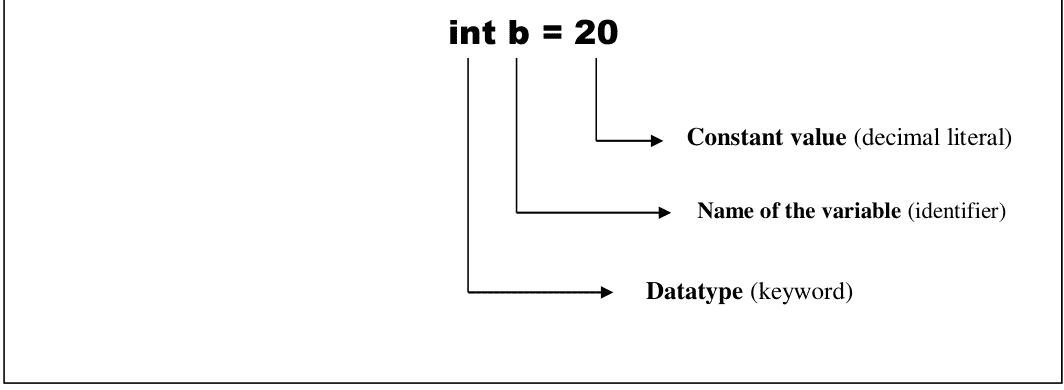 int b = 20
Constant value (decimal literal)
Name of the variable (identifier)
Datatype (keyword)